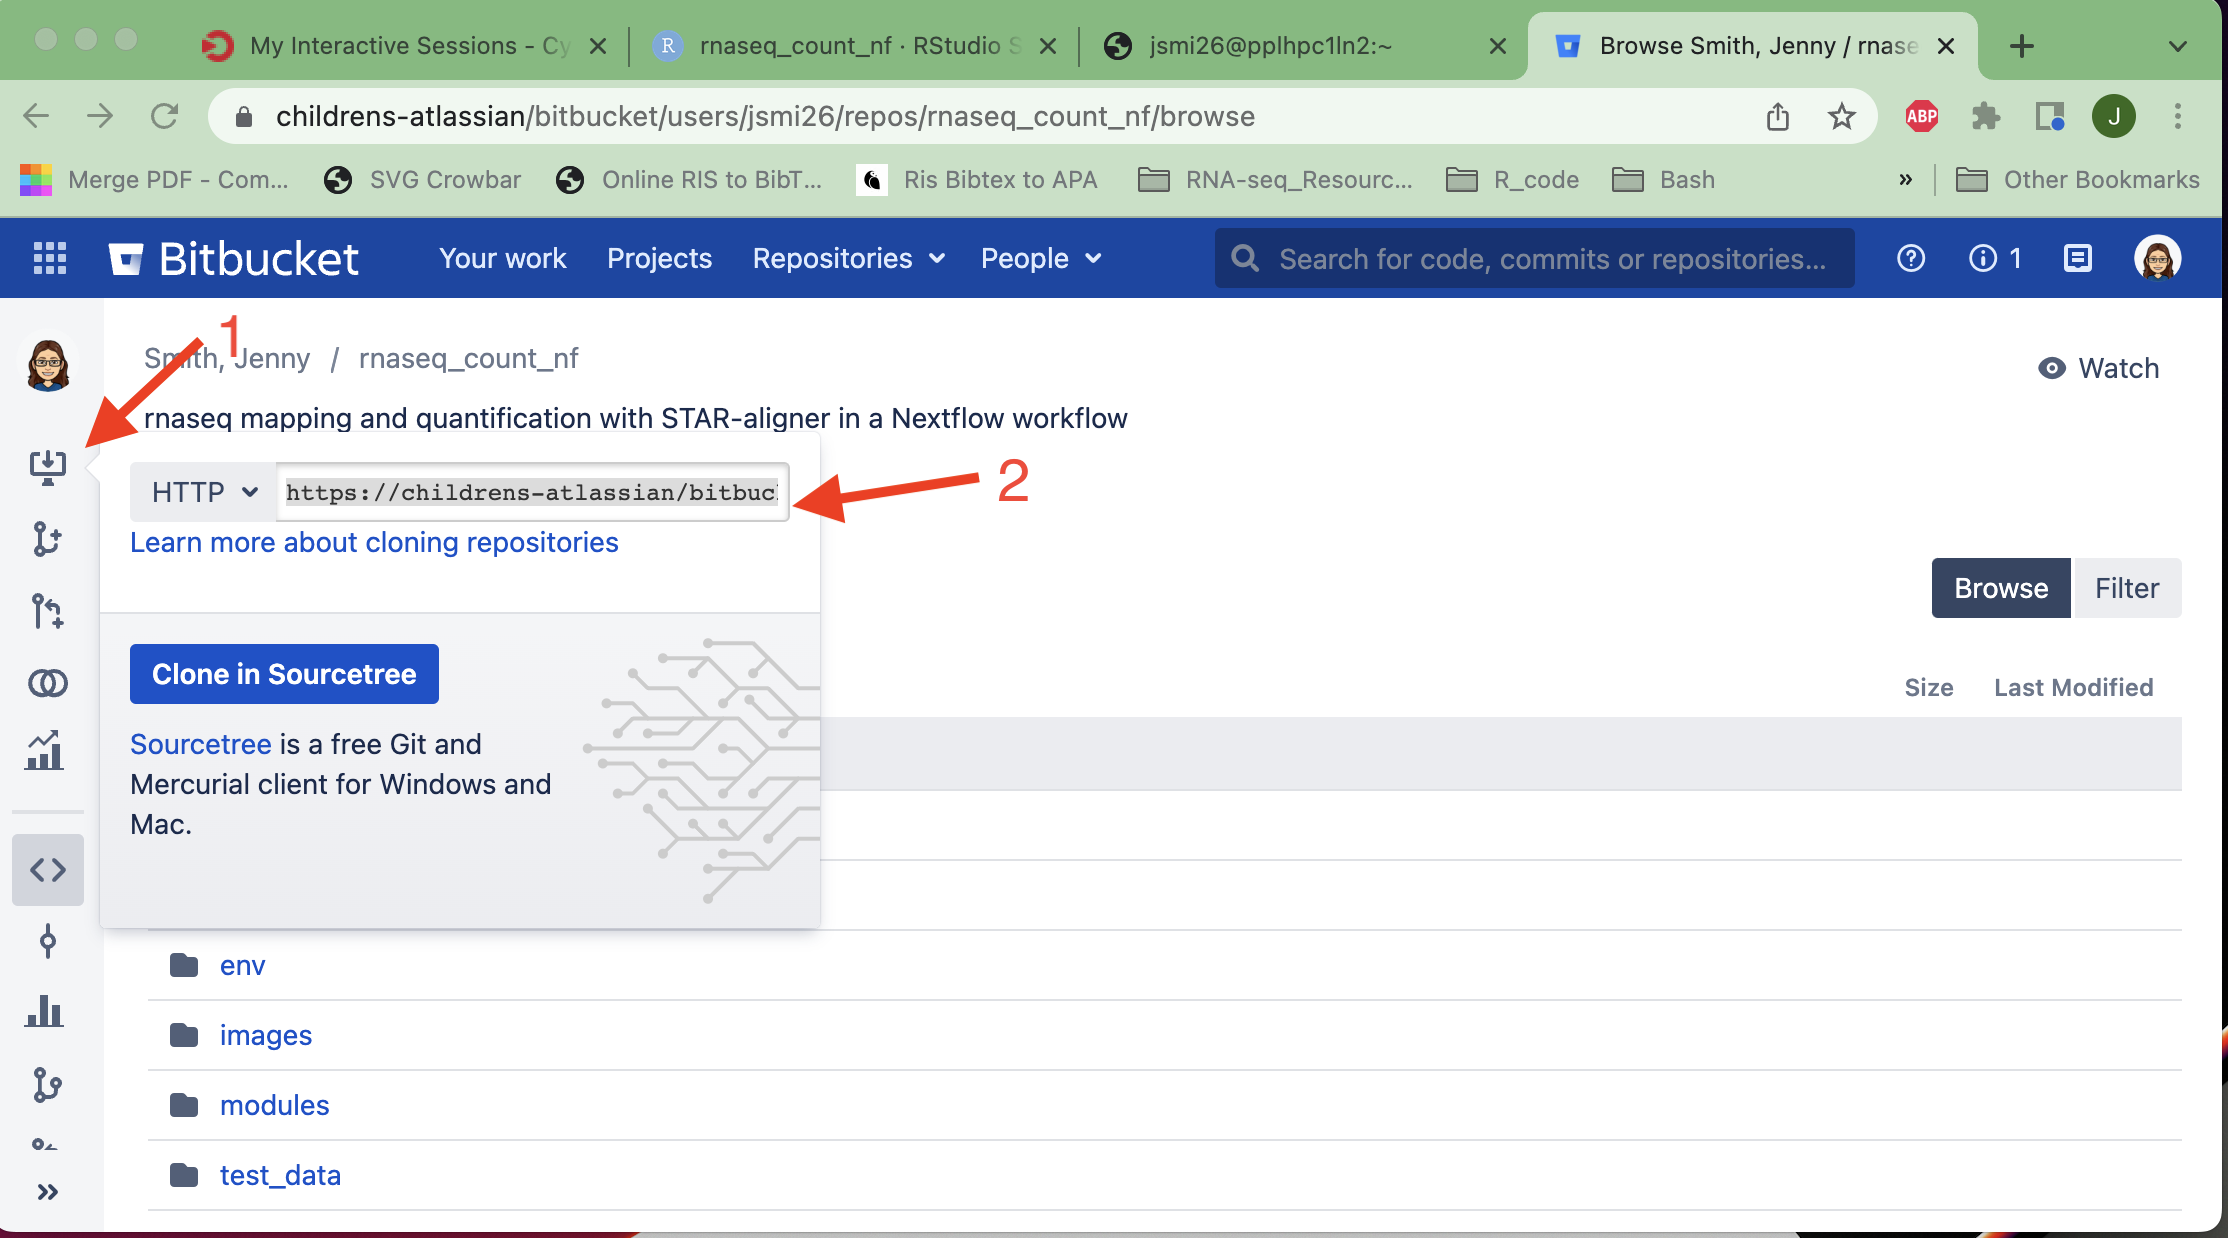 My Interactive Sessions - Cy
R rnaseq_count_nf · RStudio S
jsmi26@pplhpc1ln2:~
Browse Smith, Jenny / rnase
childrens-atlassian/bitbucket/users/jsmi26/repos/rnaseq_count_nf/browse
ABP
J
Merge PDF - Com...
SVG Crowbar
Online RIS to BibT...
Ris Bibtex to APA
RNA-seq_Resourc...
R_code
Bash
»
Other Bookmarks
Bitbucket
Your work
Projects
Repositories
People
Search for code, commits or repositories...
1
1
Smith, Jenny / rnaseq_count_nf
Watch
rnaseq mapping and quantification with STAR-aligner in a Nextflow workflow
HTTP
https://childrens-atlassian/bitbuc
2
Learn more about cloning repositories
Browse
Filter
Clone in Sourcetree
Size
Last Modified
Sourcetree is a free Git and
Mercurial client for Windows and
Mac.
env
images
modules
test_data